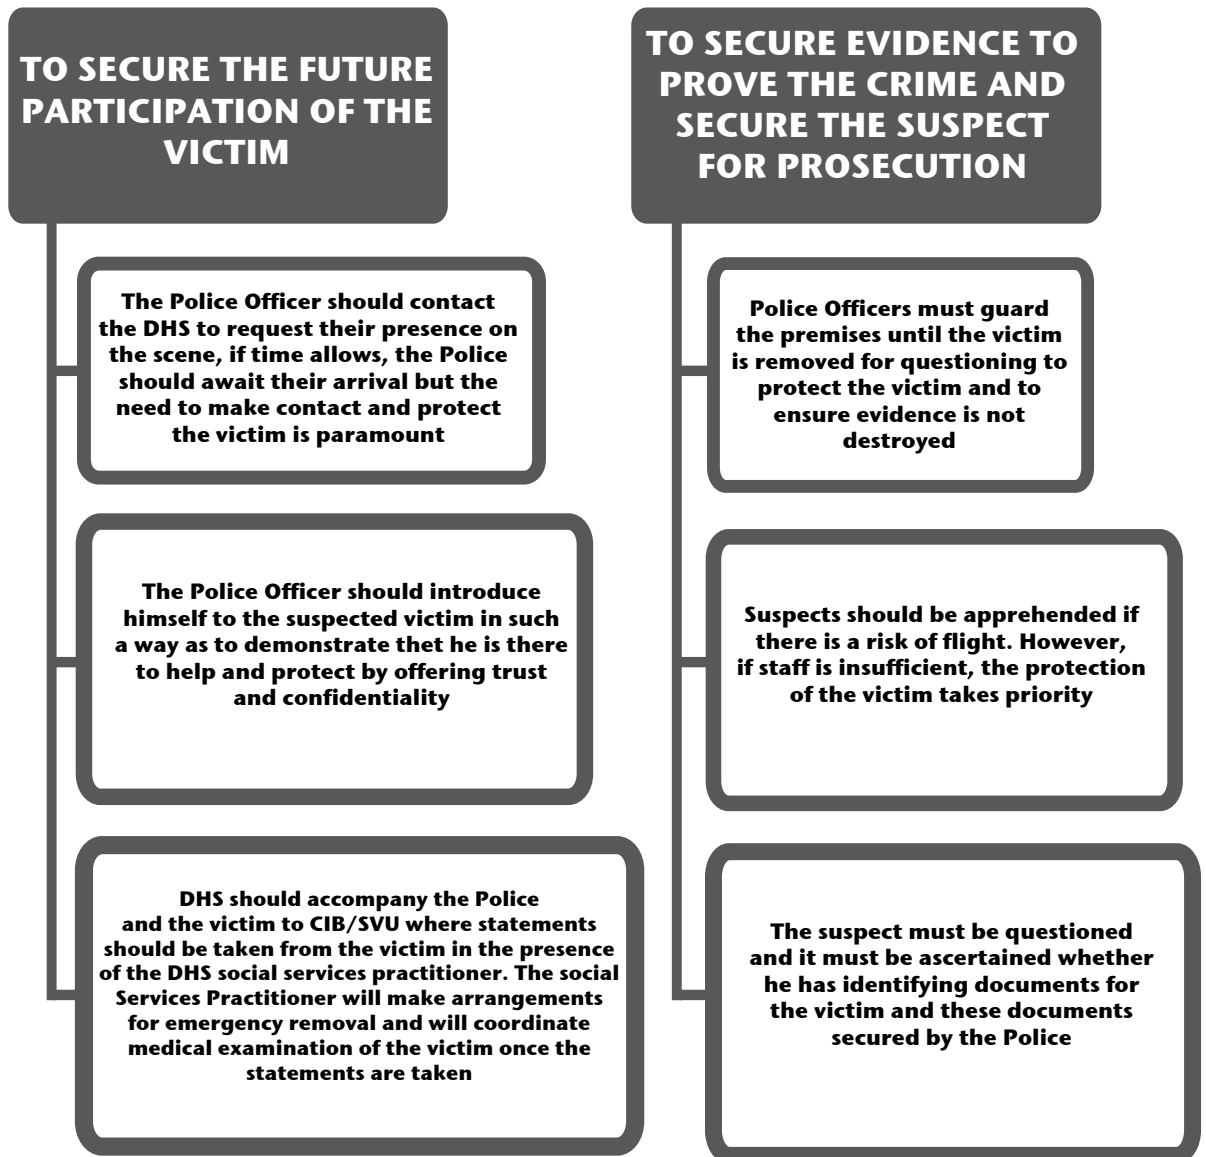 TO SECURE THE FUTURE
PARTICIPATION OF THE
VICTIM
The Police Officer should contact
the DHS to request their presence on
the scene, if time allows, the Police
should await their arrival but the
need to make contact and protect
the victim is paramount
The Police Officer should introduce
himself to the suspected victim in such
a way as to demonstrate thet he is there
to help and protect by offering trust
and confidentiality
DHS should accompany the Police
and the victim to CIB/SVU where statements
should be taken from the victim in the presence
of the DHS social services practitioner. The social
Services Practitioner will make arrangements
for emergency removal and will coordinate
medical examination of the victim once the
statements are taken
TO SECURE EVIDENCE TO
PROVE THE CRIME AND
SECURE THE SUSPECT
FOR PROSECUTION
Police Officers must guard
the premises until the victim
is removed for questioning to
protect the victim and to
ensure evidence is not
destroyed
Suspects should be apprehended if
there is a risk of flight. However,
if staff is insufficient, the protection
of the victim takes priority
The suspect must be questioned
and it must be ascertained whether
he has identifying documents for
the victim and these documents
secured by the Police